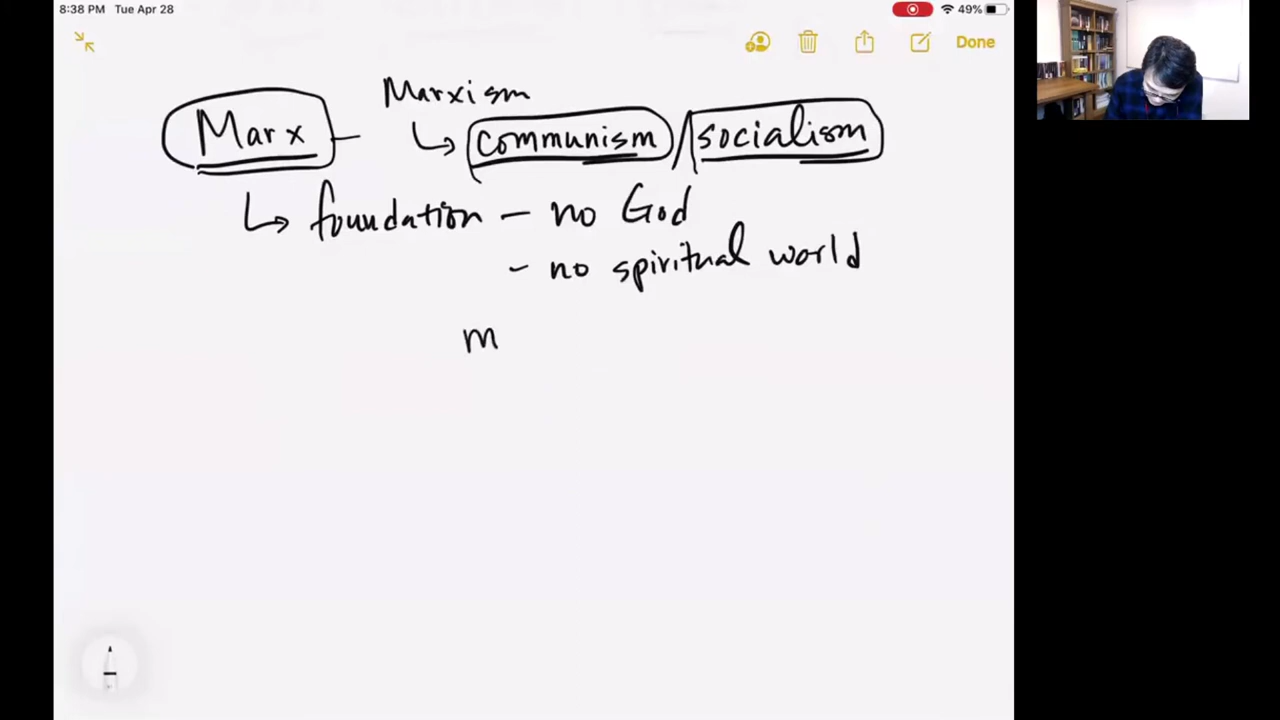 8:38 PM Tue Apr 28 49%
Done
Marxism
Marx communism / socialism
foundation - no God
- no spiritual world
m